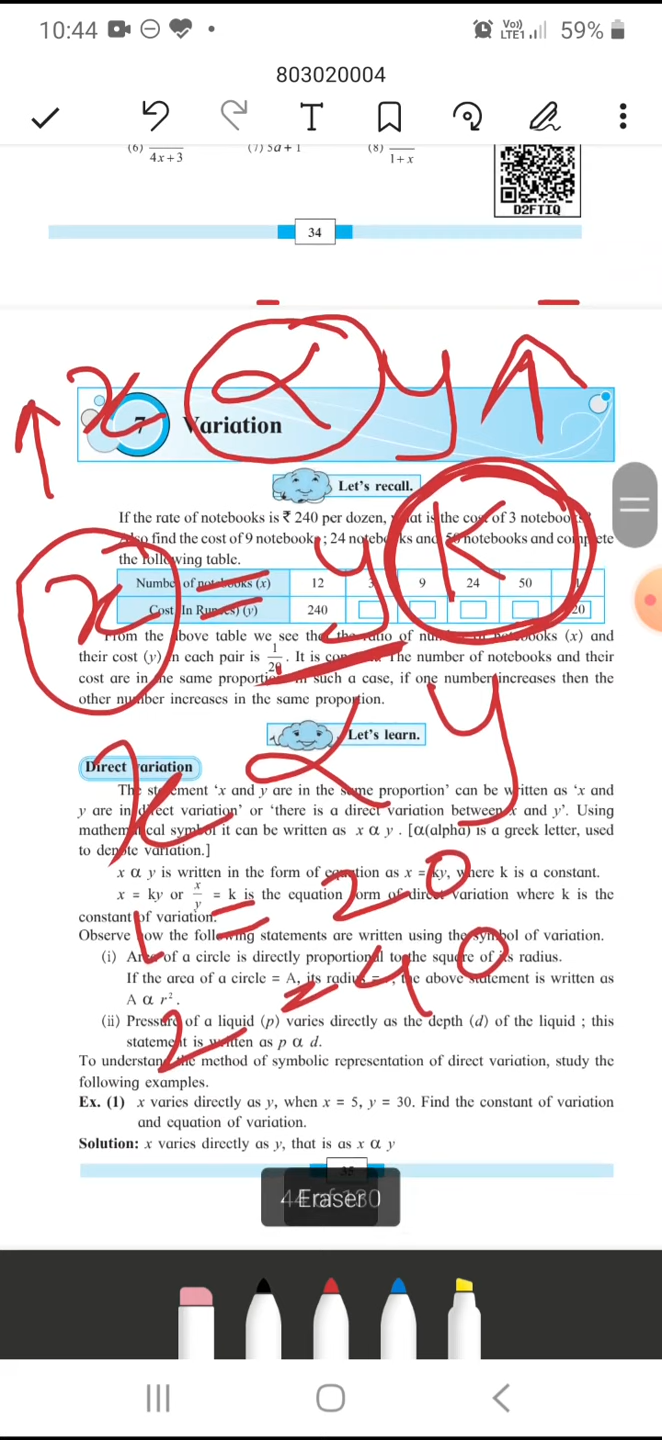 10:44 Vo) LTE1 59%
803020004
T
(6) 4x+3 (7) 5a + 1 (8) 1+x
D2FTIQ
34
x α y
7 Variation
Let's recall.
If the rate of notebooks is ₹ 240 per dozen, what is the cost of 3 notebooks?
Also find the cost of 9 notebooks ; 24 notebooks and 50 notebooks and complete
the following table.
Number of notebooks (x) 12 3 9 24 50 1
Cost (In Rupees) (y) 240 20
x = y K
From the above table we see that the ratio of number of notebooks (x) and
their cost (y) in each pair is 1/20. It is constant. The number of notebooks and their
cost are in the same proportion. In such a case, if one number increases then the
other number increases in the same proportion.
Let's learn.
x α y
Direct variation
The statement 'x and y are in the same proportion' can be written as 'x and
y are in direct variation' or 'there is a direct variation between x and y'. Using
mathematical symbol it can be written as x α y . [α(alpha) is a greek letter, used
to denote variation.]
x α y is written in the form of equation as x = ky, where k is a constant.
x = ky or x/y = k is the equation form of direct variation where k is the
constant of variation.
1 = 20
Observe how the following statements are written using the symbol of variation.
(i) Area of a circle is directly proportional to the square of its radius.
If the area of a circle = A, its radius = , the above statement is written as
A α r².
2 = 40
(ii) Pressure of a liquid (p) varies directly as the depth (d) of the liquid ; this
statement is written as p α d.
To understand the method of symbolic representation of direct variation, study the
following examples.
Ex. (1) x varies directly as y, when x = 5, y = 30. Find the constant of variation
and equation of variation.
Solution: x varies directly as y, that is as x α y
35
Eraser